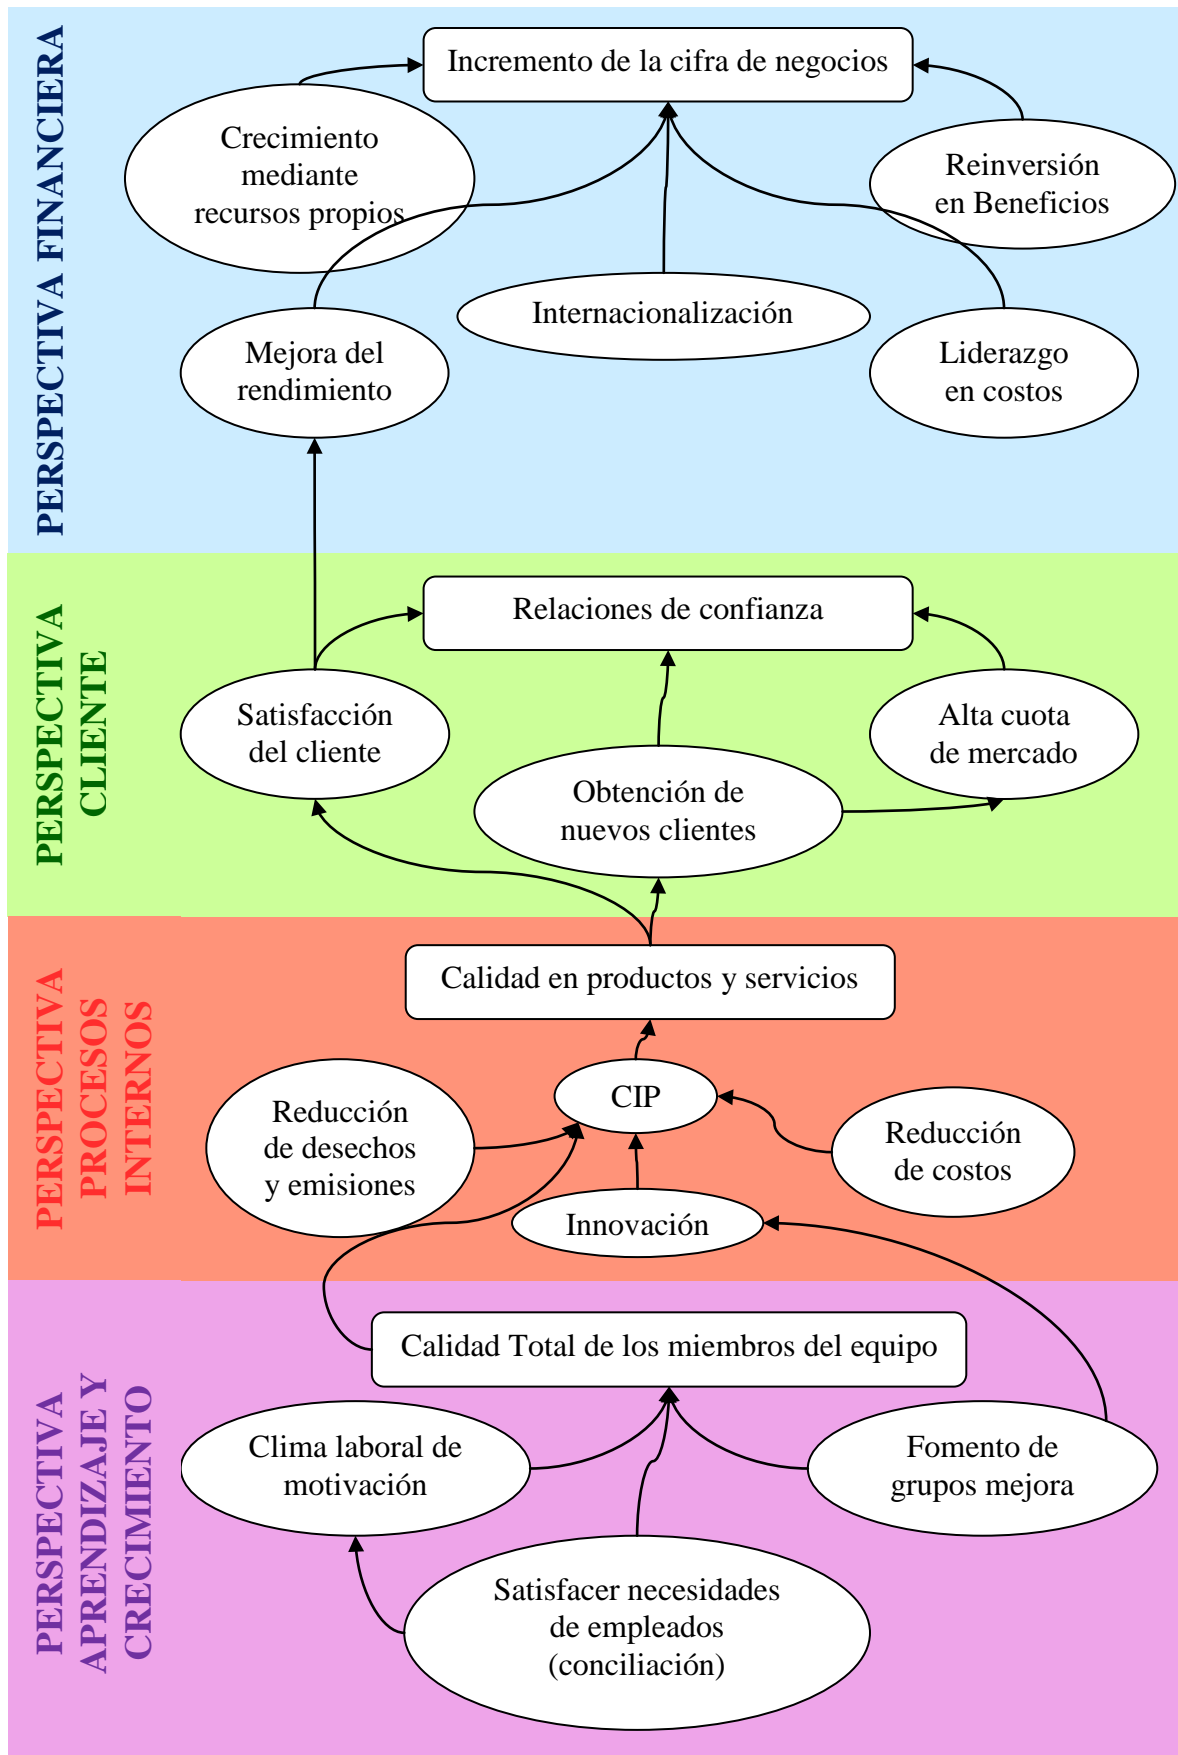 PERSPECTIVA FINANCIERA
Incremento de la cifra de negocios
Crecimiento
mediante
recursos propios
Reinversión
en Beneficios
Internacionalización
Mejora del
rendimiento
Liderazgo
en costos
PERSPECTIVA
CLIENTE
Relaciones de confianza
Satisfacción
del cliente
Alta cuota
de mercado
Obtención de
nuevos clientes
PERSPECTIVA
PROCESOS
INTERNOS
Calidad en productos y servicios
CIP
Reducción
de desechos
y emisiones
Reducción
de costos
Innovación
PERSPECTIVA
APRENDIZAJE Y
CRECIMIENTO
Calidad Total de los miembros del equipo
Clima laboral de
motivación
Fomento de
grupos mejora
Satisfacer necesidades
de empleados
(conciliación)